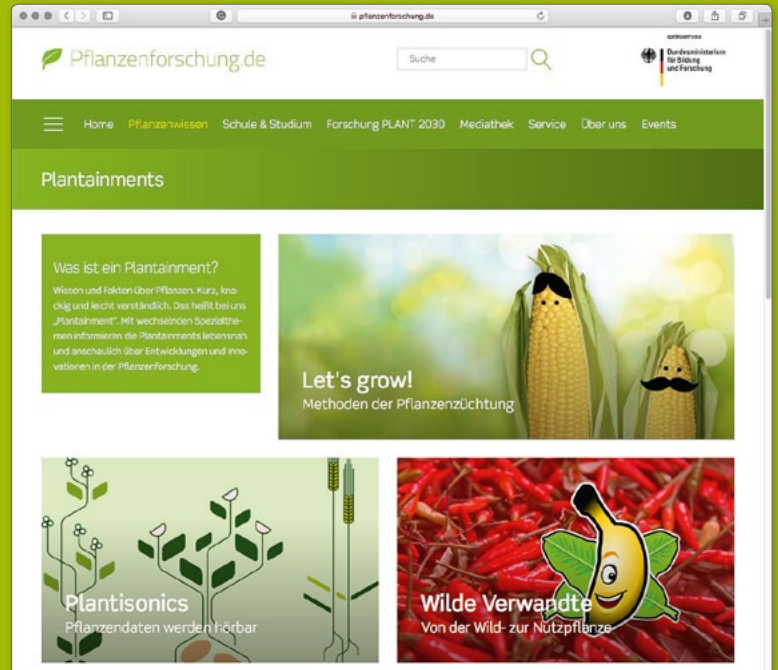 pflanzenforschung.de
Pflanzenforschung.de
Suche
GEFÖRDERT VOM
Bundesministerium
für Bildung
und Forschung
Home Pflanzenwissen Schule & Studium Forschung PLANT 2030 Mediathek Service Über uns Events
Plantainments
Was ist ein Plantainment?
Wissen und Fakten über Pflanzen. Kurz, kna-
ckig und leicht verständlich. Das heißt bei uns
„Plantainment“. Mit wechselnden Spezialthe-
men informieren die Plantainments lebensnah
und anschaulich über Entwicklungen und Inno-
vationen in der Pflanzenforschung.
Let's grow!
Methoden der Pflanzenzüchtung
Plantisonics
Pflanzendaten werden hörbar
Wilde Verwandte
Von der Wild- zur Nutzpflanze